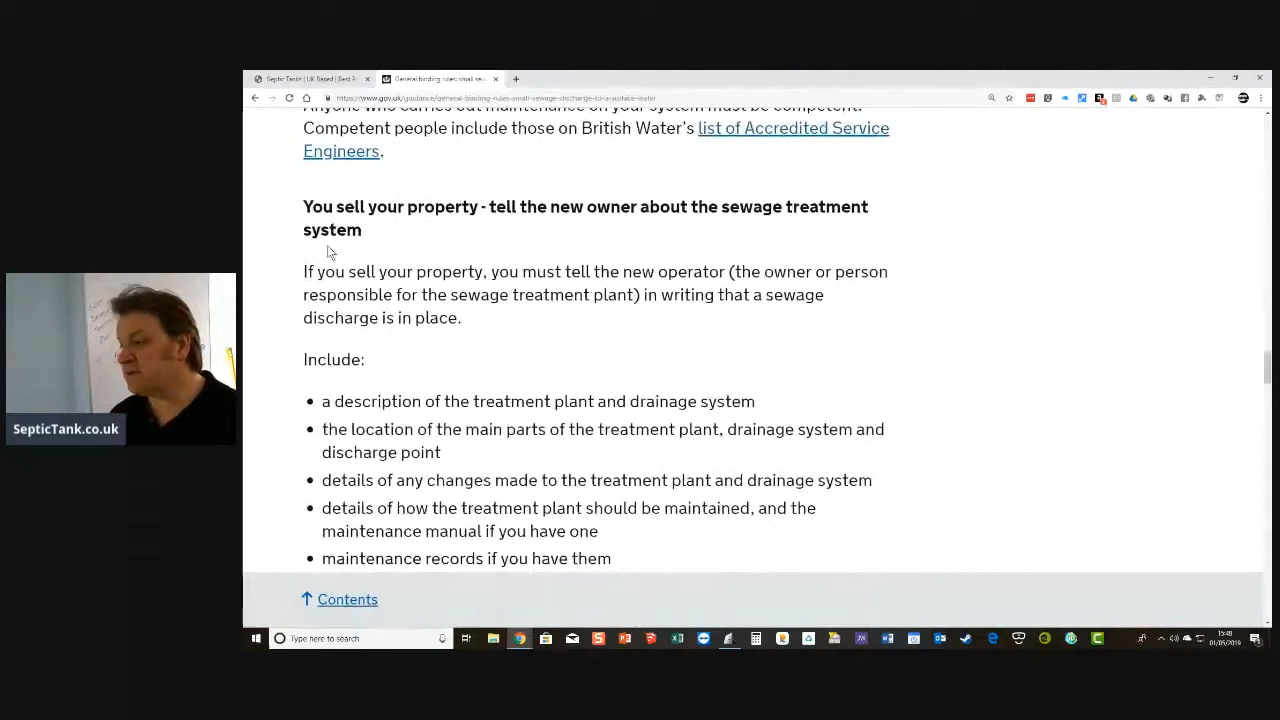 Septic Tanks | UK Based | Best P
General binding rules: small sew
https://www.gov.uk/guidance/general-binding-rules-small-sewage-discharge-to-a-surface-water
Anyone who carries out maintenance on your system must be competent.
Competent people include those on British Water's list of Accredited Service
Engineers.
You sell your property - tell the new owner about the sewage treatment
system
If you sell your property, you must tell the new operator (the owner or person
responsible for the sewage treatment plant) in writing that a sewage
discharge is in place.
Include:
• a description of the treatment plant and drainage system
• the location of the main parts of the treatment plant, drainage system and
discharge point
• details of any changes made to the treatment plant and drainage system
• details of how the treatment plant should be maintained, and the
maintenance manual if you have one
• maintenance records if you have them
↑ Contents
SepticTank.co.uk
Type here to search
15:48
01/05/2019